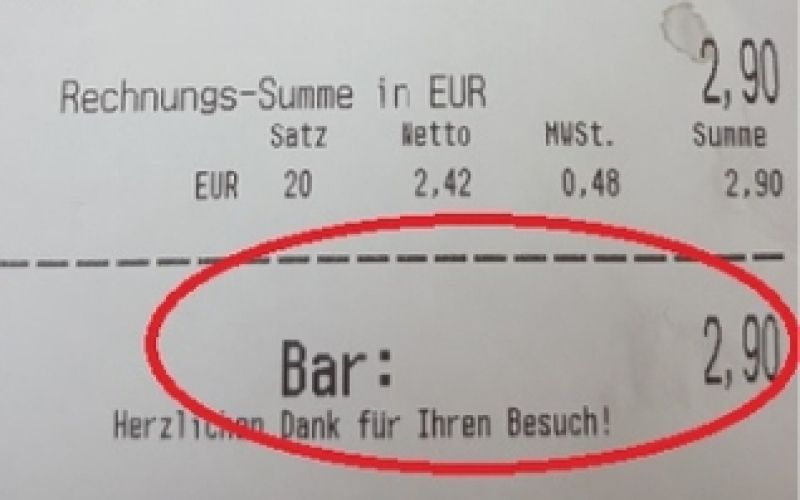 2,90
Rechnungs-Summe in EUR
Satz Netto MWSt. Summe
EUR 20 2,42 0,48 2,90
Bar: 2,90
Herzlichen Dank für Ihren Besuch!